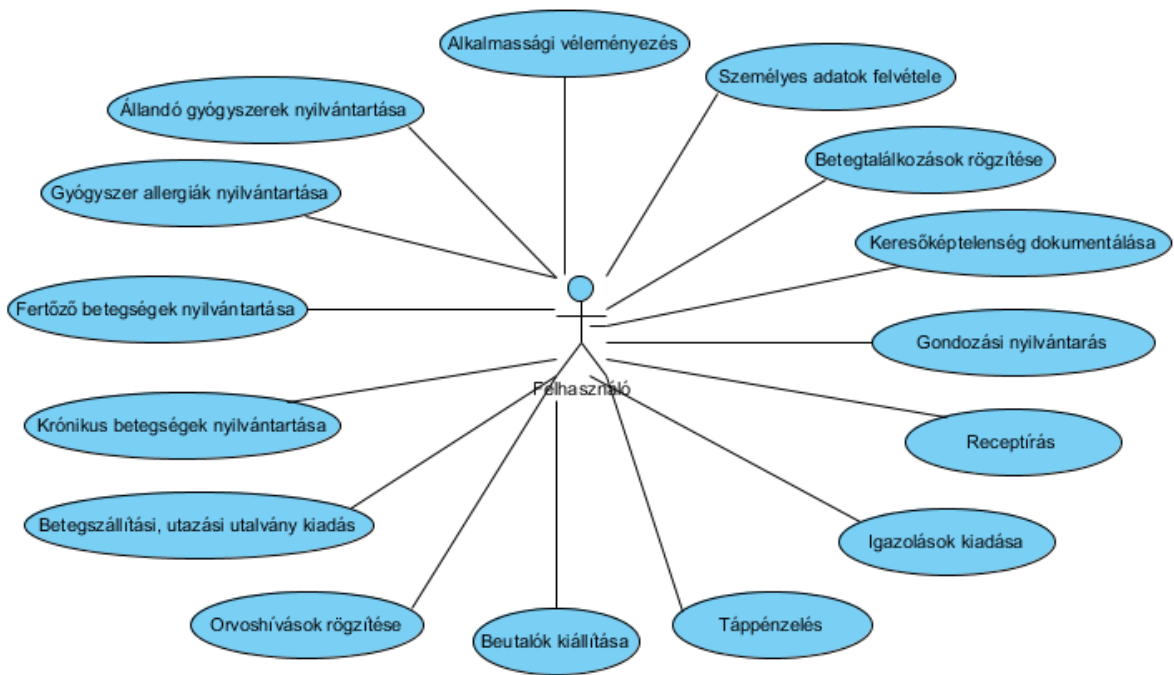 Alkalmassági véleményezés
Személyes adatok felvétele
Állandó gyógyszerek nyilvántartása
Betegtalálkozások rögzítése
Gyógyszer allergiák nyilvántartása
Keresőképtelenség dokumentálása
Fertőző betegségek nyilvántartása
Gondozási nyilvántarás
Felhasználó
Krónikus betegségek nyilvántartása
Receptírás
Betegszállítási, utazási utalvány kiadás
Igazolások kiadása
Orvoshívások rögzítése
Beutalók kiállítása
Táppénzelés